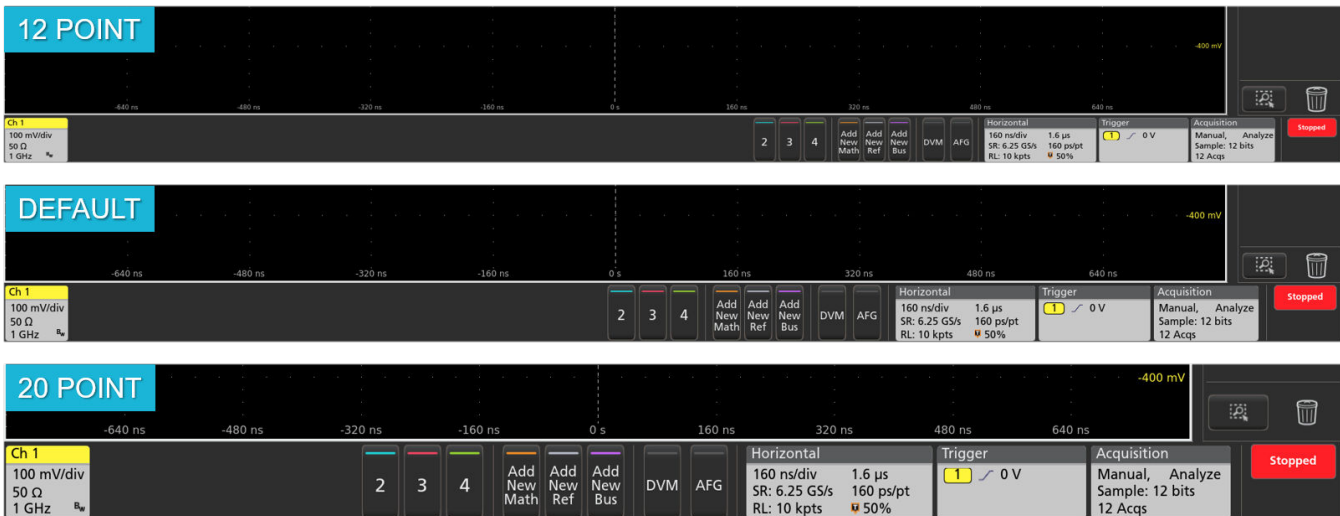 12 POINT
-400 mV
-640 ns -480 ns -320 ns -160 ns 0 s 160 ns 320 ns 480 ns 640 ns
Ch 1 Horizontal Trigger Acquisition
100 mV/div 2 3 4 Add New Math Add New Ref Add New Bus DVM AFG 160 ns/div 1.6 µs 1 0 V Manual, Analyze Stopped
50 Ω SR: 6.25 GS/s 160 ps/pt Sample: 12 bits
1 GHz Bw RL: 10 kpts 50% 12 Acqs
DEFAULT
-400 mV
-640 ns -480 ns -320 ns -160 ns 0 s 160 ns 320 ns 480 ns 640 ns
Ch 1 Horizontal Trigger Acquisition
100 mV/div 2 3 4 Add New Math Add New Ref Add New Bus DVM AFG 160 ns/div 1.6 µs 1 0 V Manual, Analyze Stopped
50 Ω SR: 6.25 GS/s 160 ps/pt Sample: 12 bits
1 GHz Bw RL: 10 kpts 50% 12 Acqs
20 POINT
-400 mV
-640 ns -480 ns -320 ns -160 ns 0 s 160 ns 320 ns 480 ns 640 ns
Ch 1 Horizontal Trigger Acquisition
100 mV/div 2 3 4 Add New Math Add New Ref Add New Bus DVM AFG 160 ns/div 1.6 µs 1 0 V Manual, Analyze Stopped
50 Ω SR: 6.25 GS/s 160 ps/pt Sample: 12 bits
1 GHz Bw RL: 10 kpts 50% 12 Acqs